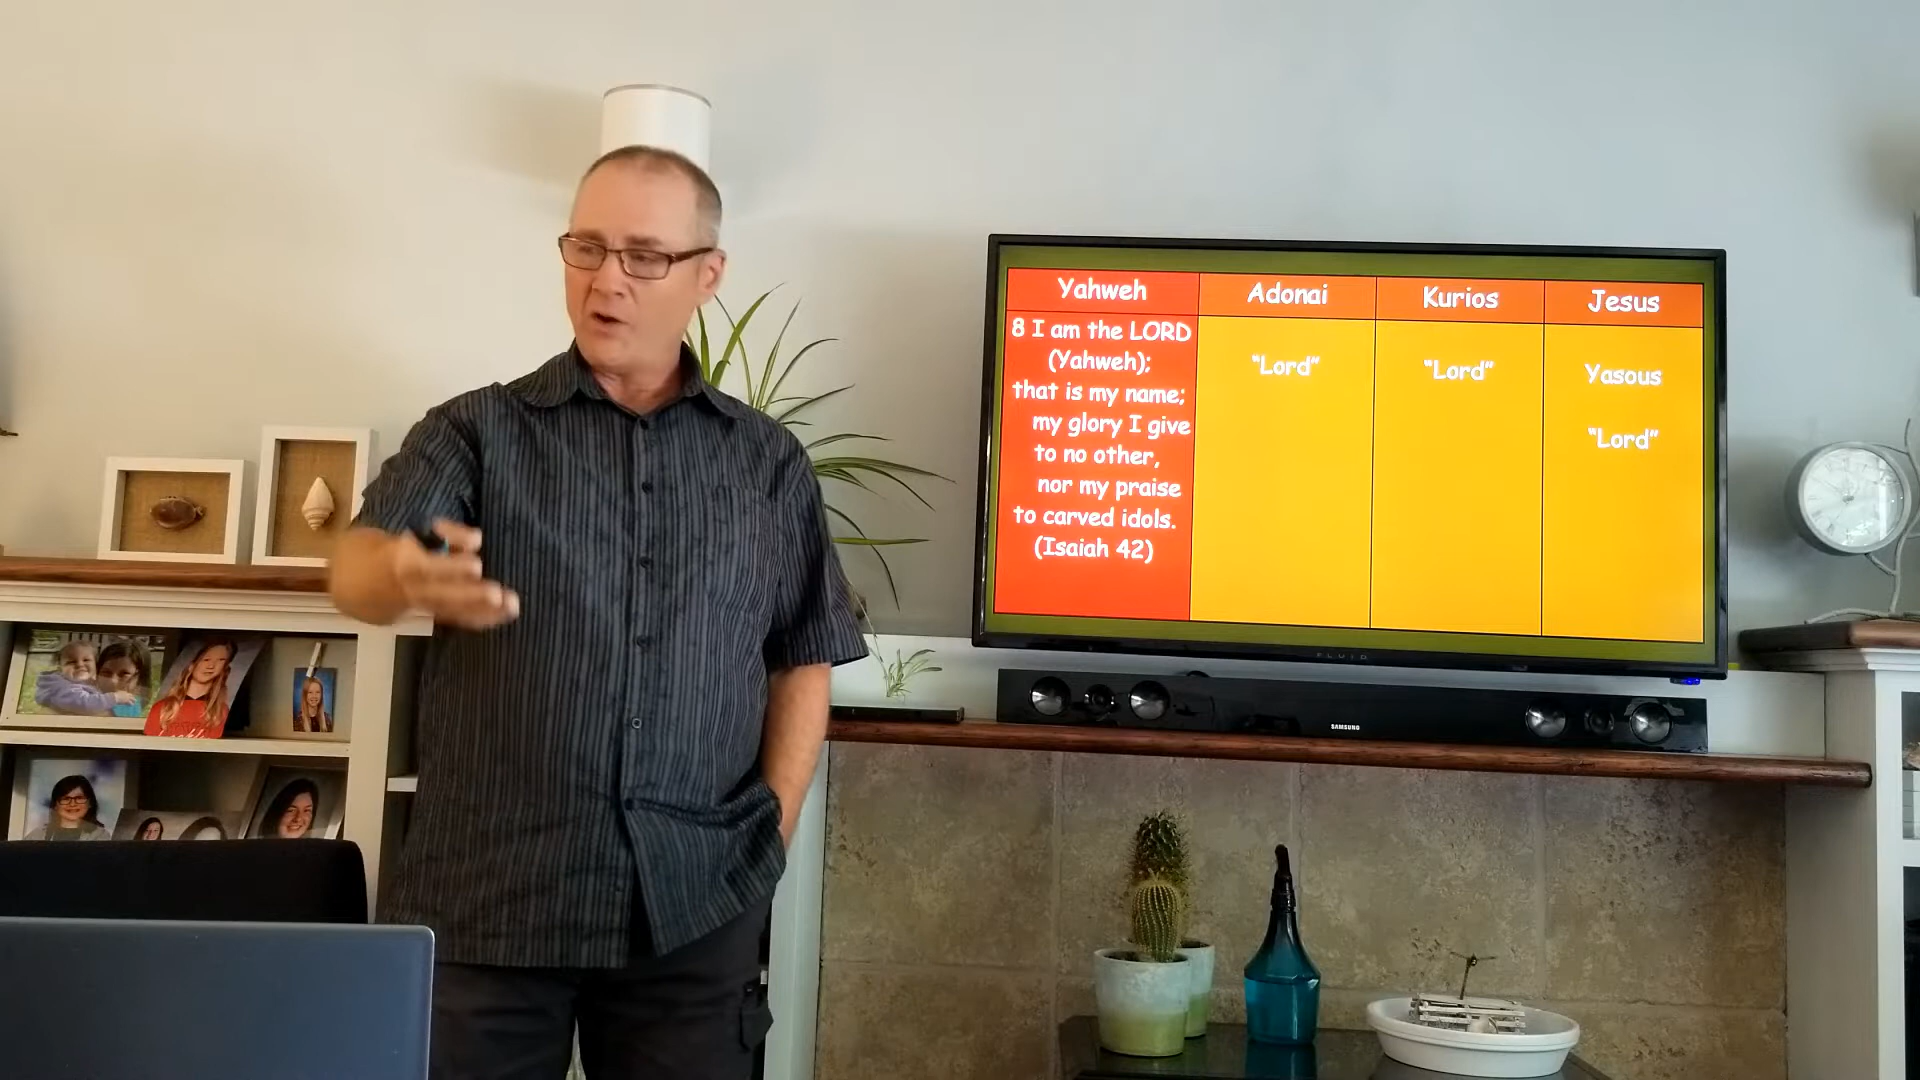 Yahweh
8 I am the LORD
(Yahweh);
that is my name;
my glory I give
to no other,
nor my praise
to carved idols.
(Isaiah 42)
Adonai
“Lord”
Kurios
“Lord”
Jesus
Yasous
“Lord”
FLUID
SAMSUNG